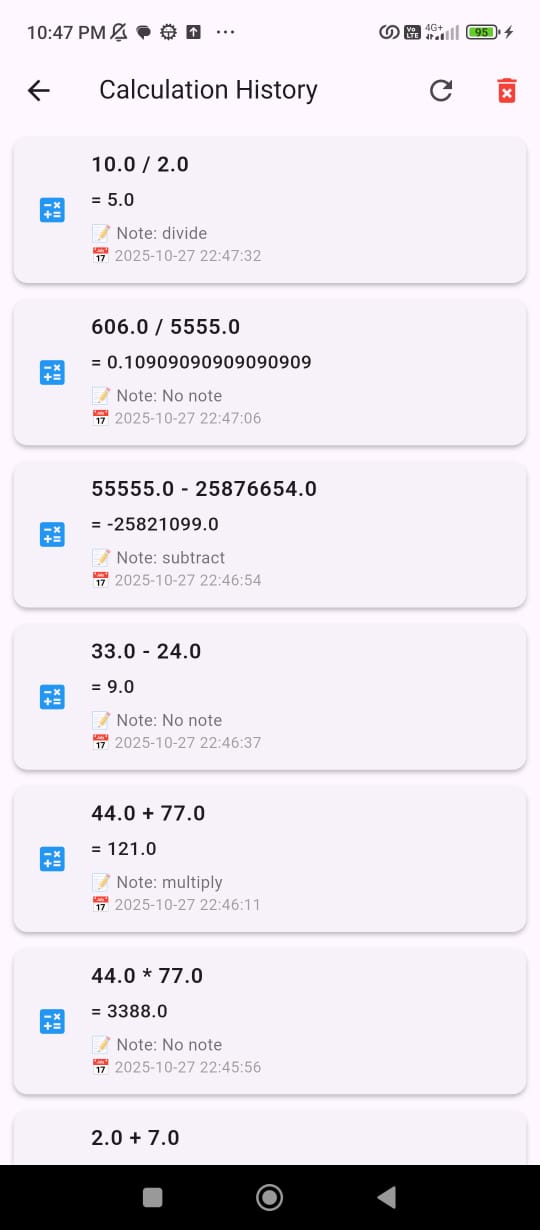 10:47 PM
Vo LTE 4G+ 95
Calculation History
10.0 / 2.0
= 5.0
📝 Note: divide
📅 2025-10-27 22:47:32
606.0 / 5555.0
= 0.10909090909090909
📝 Note: No note
📅 2025-10-27 22:47:06
55555.0 - 25876654.0
= -25821099.0
📝 Note: subtract
📅 2025-10-27 22:46:54
33.0 - 24.0
= 9.0
📝 Note: No note
📅 2025-10-27 22:46:37
44.0 + 77.0
= 121.0
📝 Note: multiply
📅 2025-10-27 22:46:11
44.0 * 77.0
= 3388.0
📝 Note: No note
📅 2025-10-27 22:45:56
2.0 + 7.0